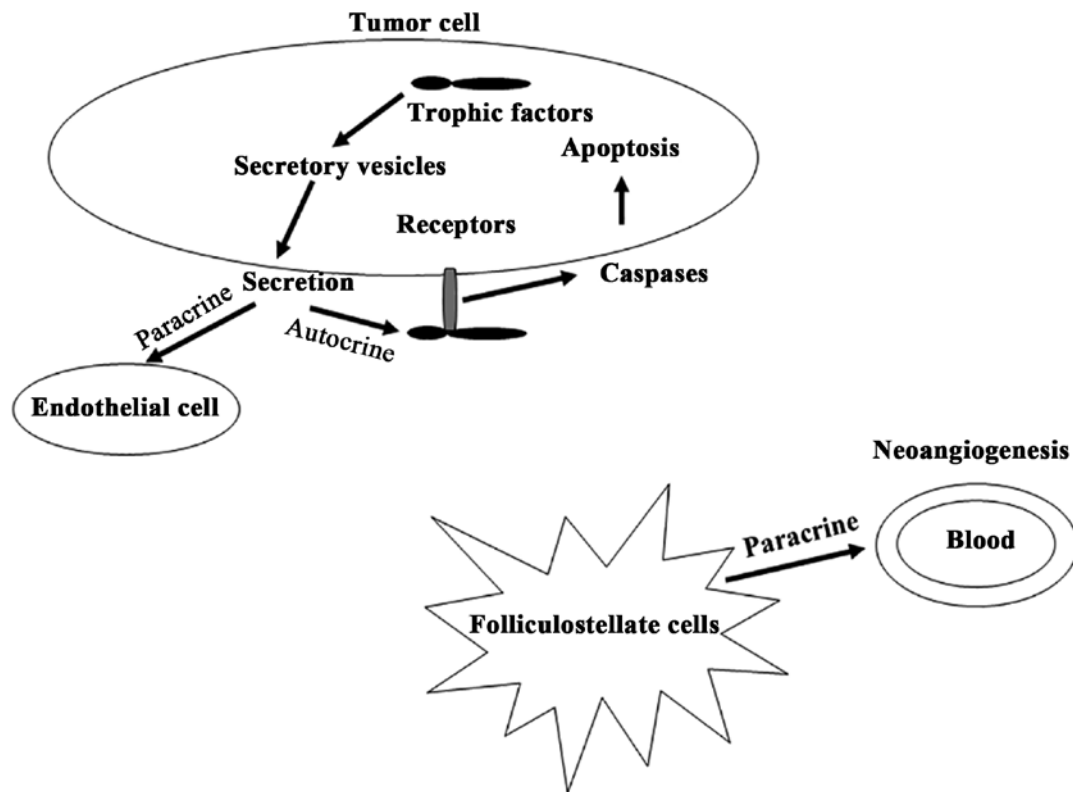 Tumor cell
Trophic factors
Apoptosis
Secretory vesicles
Receptors
Caspases
Secretion
Paracrine
Autocrine
Endothelial cell
Neoangiogenesis
Paracrine
Blood
Folliculostellate cells